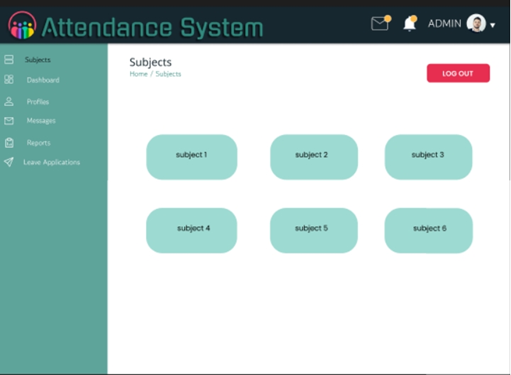 Attendance System
ADMIN
Subjects
Dashboard
Profiles
Messages
Reports
Leave Applications
Subjects
Home / Subjects
LOG OUT
subject 1
subject 2
subject 3
subject 4
subject 5
subject 6